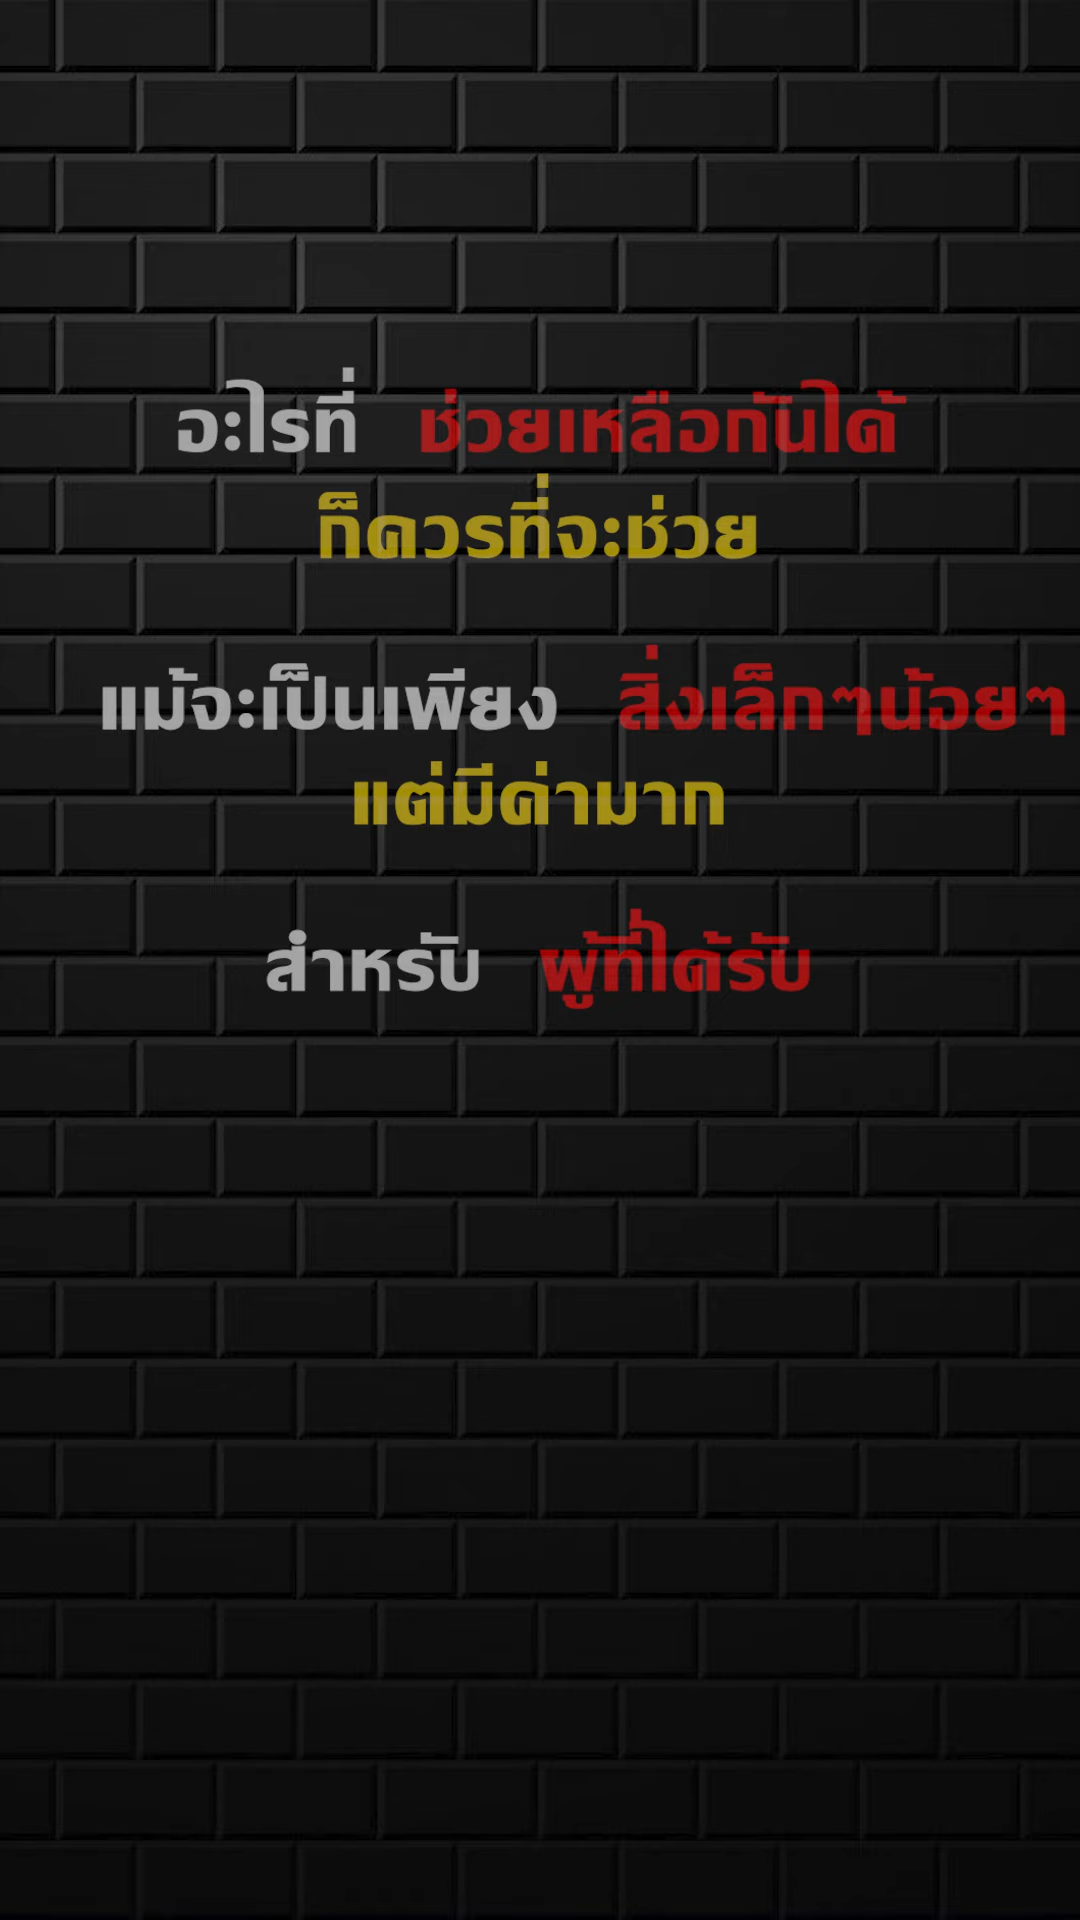 อะไรที่ ช่วยเหลือกันได้
ก็ควรที่จะช่วย
แม้จะเป็นเพียง สิ่งเล็กๆน้อยๆ
แต่มีค่ามาก
สำหรับ ผู้ที่ได้รับ